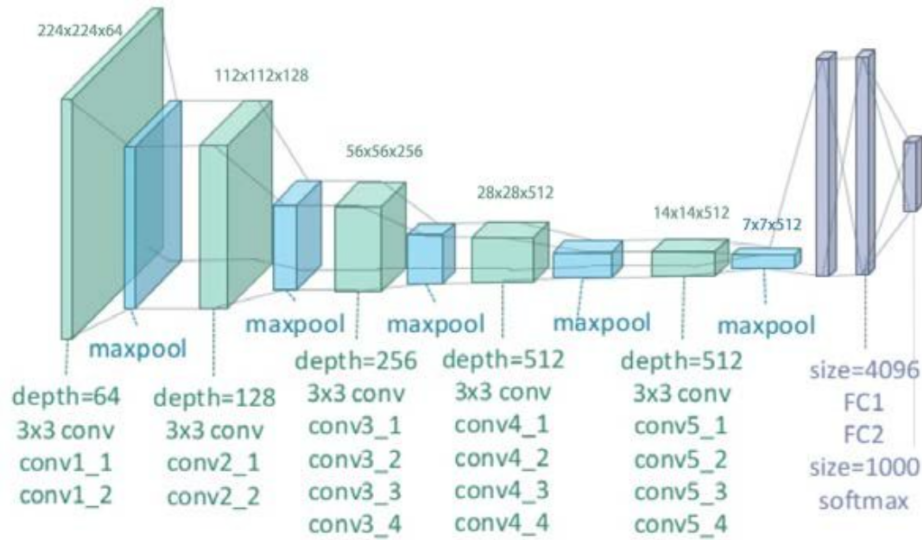 224x224x64
112x112x128
56x56x256
28x28x512
14x14x512
7x7x512
maxpool
maxpool
maxpool
maxpool
maxpool
depth=64
3x3 conv
conv1_1
conv1_2
depth=128
3x3 conv
conv2_1
conv2_2
depth=256
3x3 conv
conv3_1
conv3_2
conv3_3
conv3_4
depth=512
3x3 conv
conv4_1
conv4_2
conv4_3
conv4_4
depth=512
3x3 conv
conv5_1
conv5_2
conv5_3
conv5_4
size=4096
FC1
FC2
size=1000
softmax